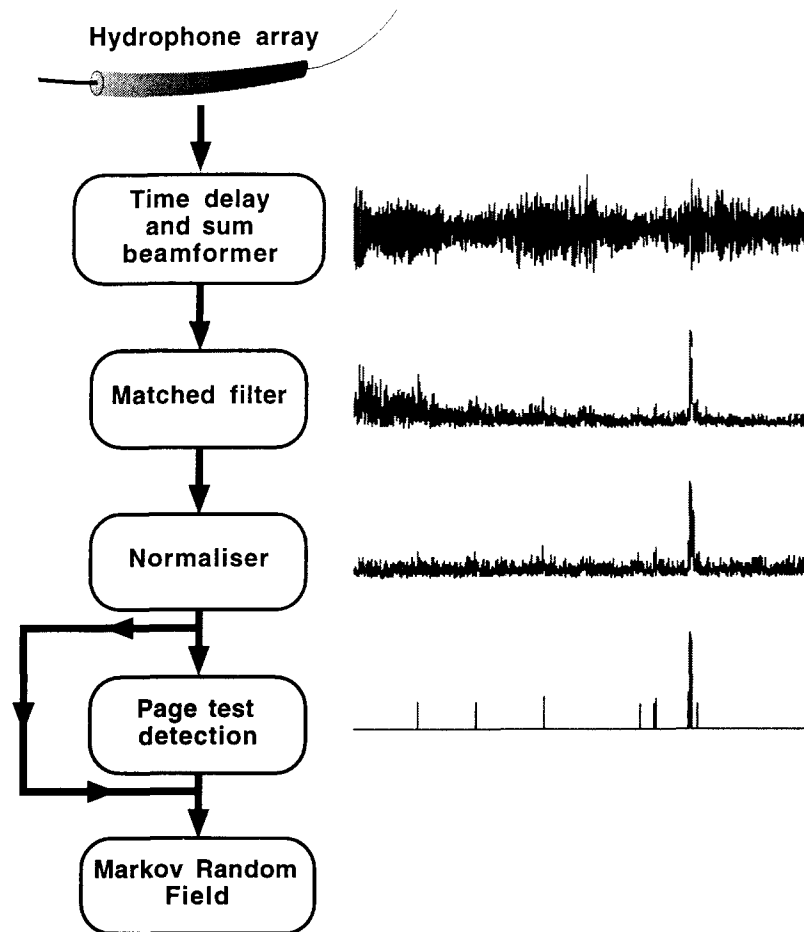 Hydrophone array
Time delay
and sum
beamformer
Matched filter
Normaliser
Page test
detection
Markov Random
Field